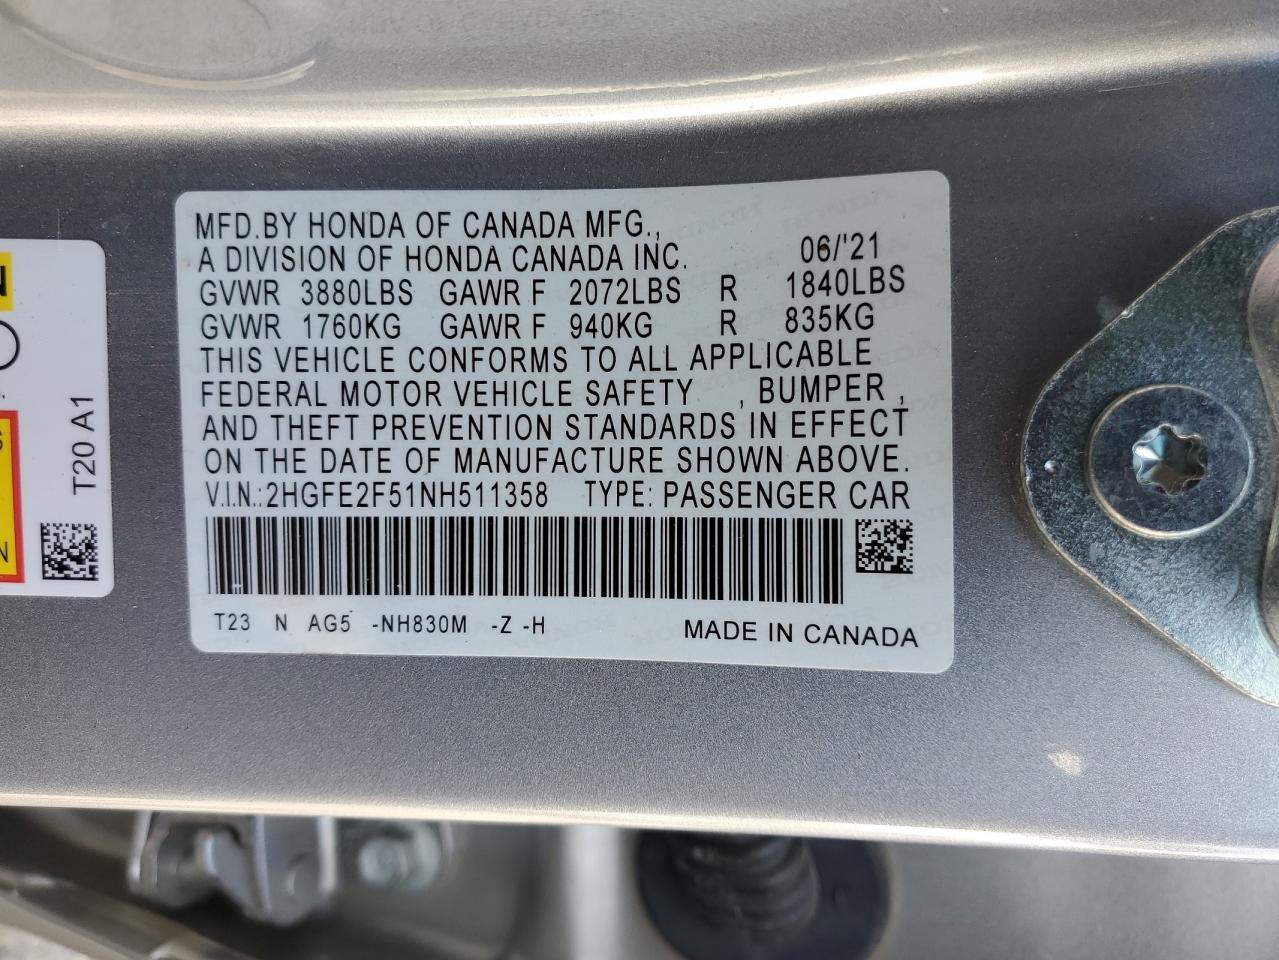 MFD.BY HONDA OF CANADA MFG.,
A DIVISION OF HONDA CANADA INC. 06/'21
GVWR 3880LBS GAWR F 2072LBS R 1840LBS
GVWR 1760KG GAWR F 940KG R 835KG
THIS VEHICLE CONFORMS TO ALL APPLICABLE
FEDERAL MOTOR VEHICLE SAFETY , BUMPER ,
AND THEFT PREVENTION STANDARDS IN EFFECT
ON THE DATE OF MANUFACTURE SHOWN ABOVE.
V.I.N.:2HGFE2F51NH511358 TYPE: PASSENGER CAR
T23 N AG5 -NH830M -Z -H MADE IN CANADA
T20 A1